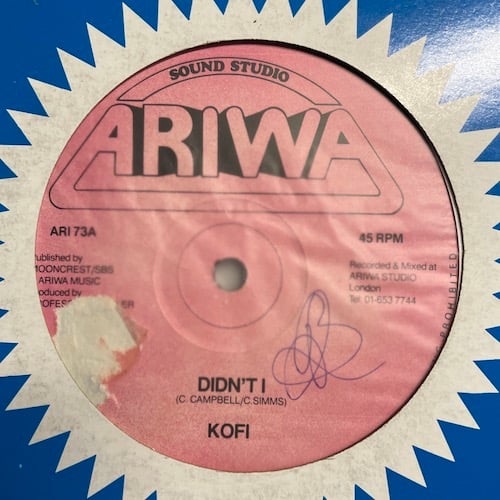 SOUND STUDIO
ARIWA
ARI 73A
45 RPM
Published by
MOONCREST/SBS
ARIWA MUSIC
Produced by
Recorded & Mixed at
ARIWA STUDIO
London
Tel: 01-653 7744
PROHIBITED
DIDN'T I
(C. CAMPBELL/C. SIMMS)
KOFI